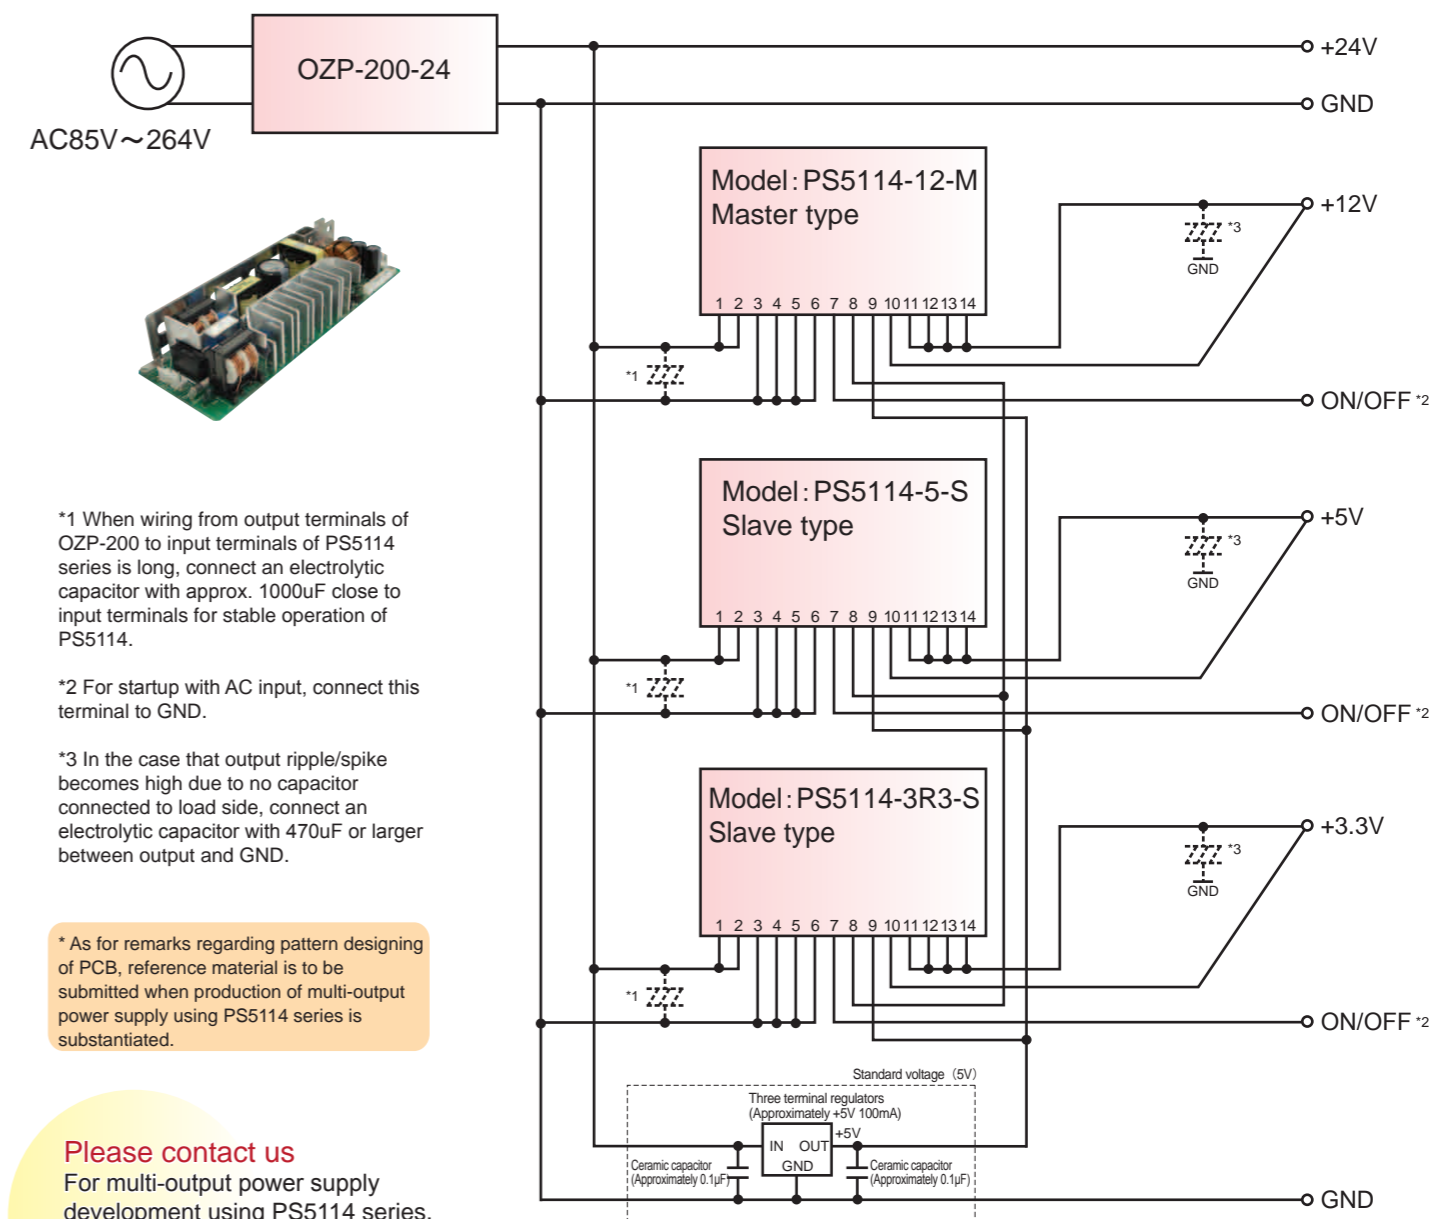 OZP-200-24
+24V
GND
AC85V～264V
Model:PS5114-12-M
Master type
1 2 3 4 5 6 7 8 9 10 11 12 13 14
+12V
*3
GND
*1
ON/OFF *2
Model:PS5114-5-S
Slave type
1 2 3 4 5 6 7 8 9 10 11 12 13 14
+5V
*3
GND
*1
ON/OFF *2
Model:PS5114-3R3-S
Slave type
1 2 3 4 5 6 7 8 9 10 11 12 13 14
+3.3V
*3
GND
*1
ON/OFF *2
Standard voltage (5V)
Three terminal regulators
(Approximately +5V 100mA)
IN OUT
GND
+5V
Ceramic capacitor
(Approximately 0.1μF)
Ceramic capacitor
(Approximately 0.1μF)
GND
*1 When wiring from output terminals of
OZP-200 to input terminals of PS5114
series is long, connect an electrolytic
capacitor with approx. 1000uF close to
input terminals for stable operation of
PS5114.
*2 For startup with AC input, connect this
terminal to GND.
*3 In the case that output ripple/spike
becomes high due to no capacitor
connected to load side, connect an
electrolytic capacitor with 470uF or larger
between output and GND.
* As for remarks regarding pattern designing
of PCB, reference material is to be
submitted when production of multi-output
power supply using PS5114 series is
substantiated.
Please contact us
For multi-output power supply
development using PS5114 series,